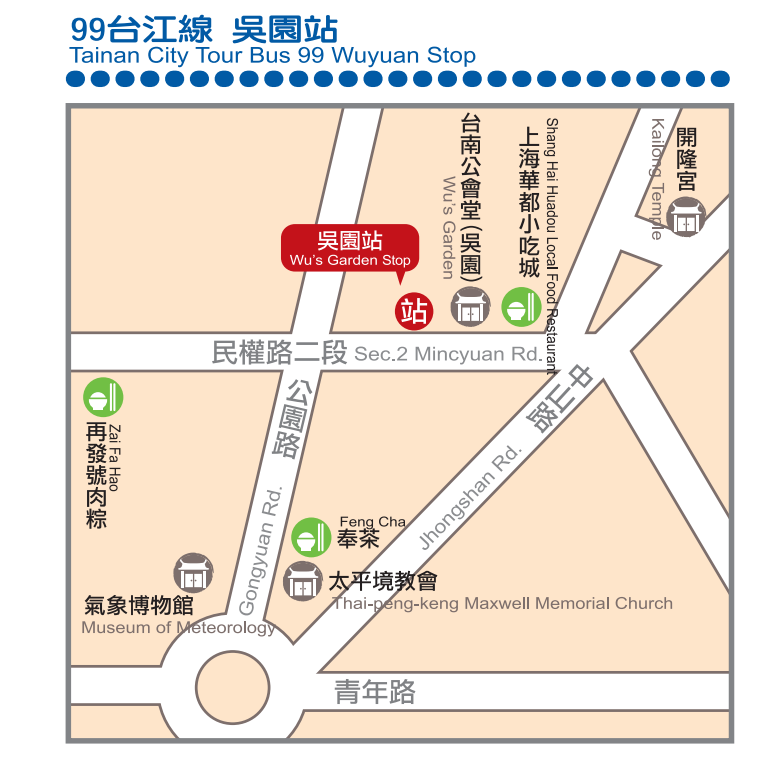 99台江線 吳園站
Tainan City Tour Bus 99 Wuyuan Stop
台南公會堂(吳園)
Wu's Garden
上海華都小吃城
Shang Hai Huadou Local Food Restaurant
開隆宮
Kailong Temple
吳園站
Wu's Garden Stop
站
民權路二段 Sec.2 Mincyuan Rd.
中山路
Jhongshan Rd.
公園路
Gongyuan Rd.
再發號肉粽
Zai Fa Hao
Feng Cha
奉茶
太平境教會
Thai-peng-keng Maxwell Memorial Church
氣象博物館
Museum of Meteorology
青年路